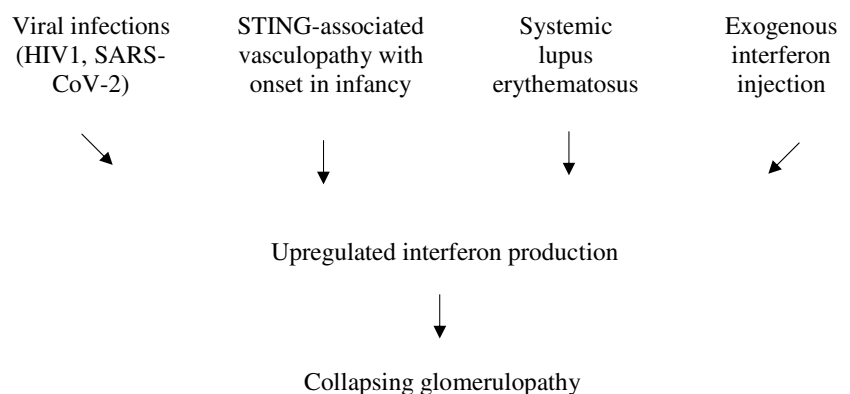 Viral infections
(HIV1, SARS-
CoV-2)
STING-associated
vasculopathy with
onset in infancy
Systemic
lupus
erythematosus
Exogenous
interferon
injection
Upregulated interferon production
Collapsing glomerulopathy